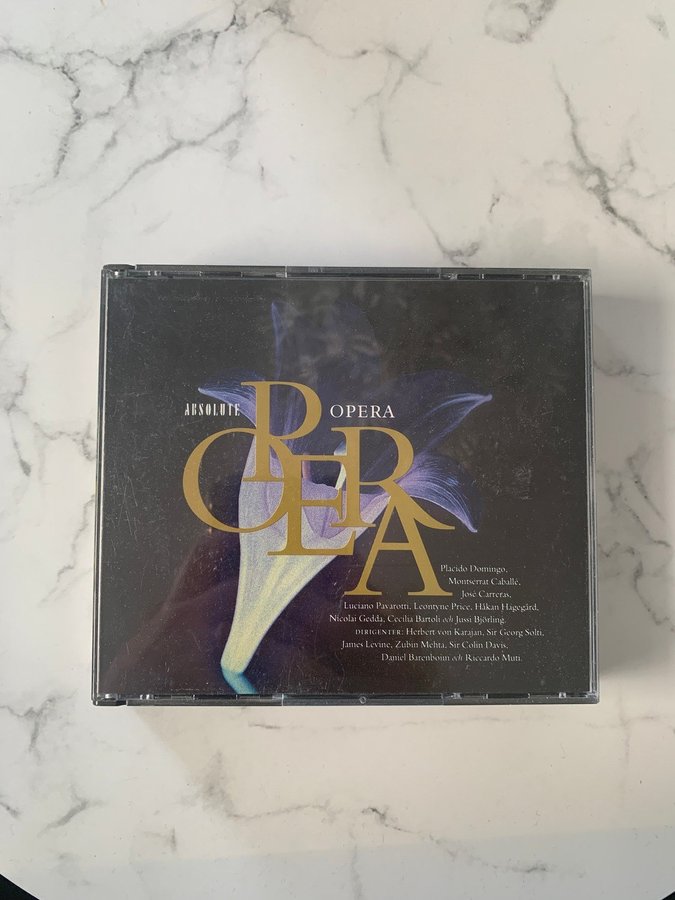 ABSOLUTE OPERA
OPERA
Placido Domingo,
Montserrat Caballé,
José Carreras,
Luciano Pavarotti, Leontyne Price, Håkan Hagegård,
Nicolai Gedda, Cecilia Bartoli och Jussi Björling.
DIRIGENTER: Herbert von Karajan, Sir Georg Solti,
James Levine, Zubin Mehta, Sir Colin Davis,
Daniel Barenboim och Riccardo Muti.